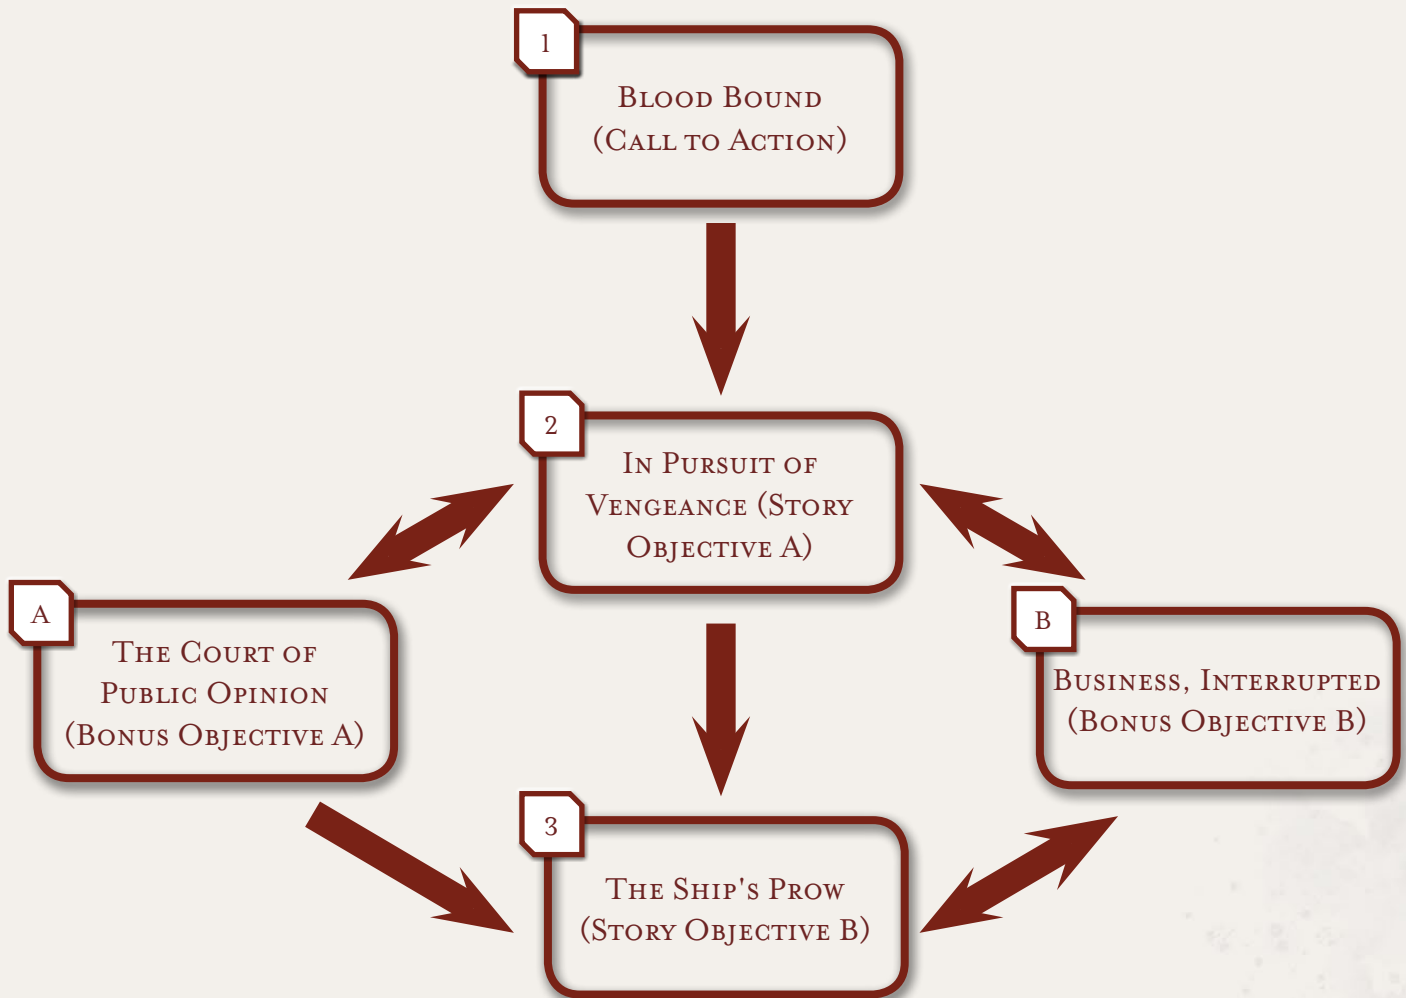 1
Blood Bound
(Call to Action)
2
In Pursuit of
Vengeance (Story
Objective A)
A
The Court of
Public Opinion
(Bonus Objective A)
B
Business, Interrupted
(Bonus Objective B)
3
The Ship's Prow
(Story Objective B)